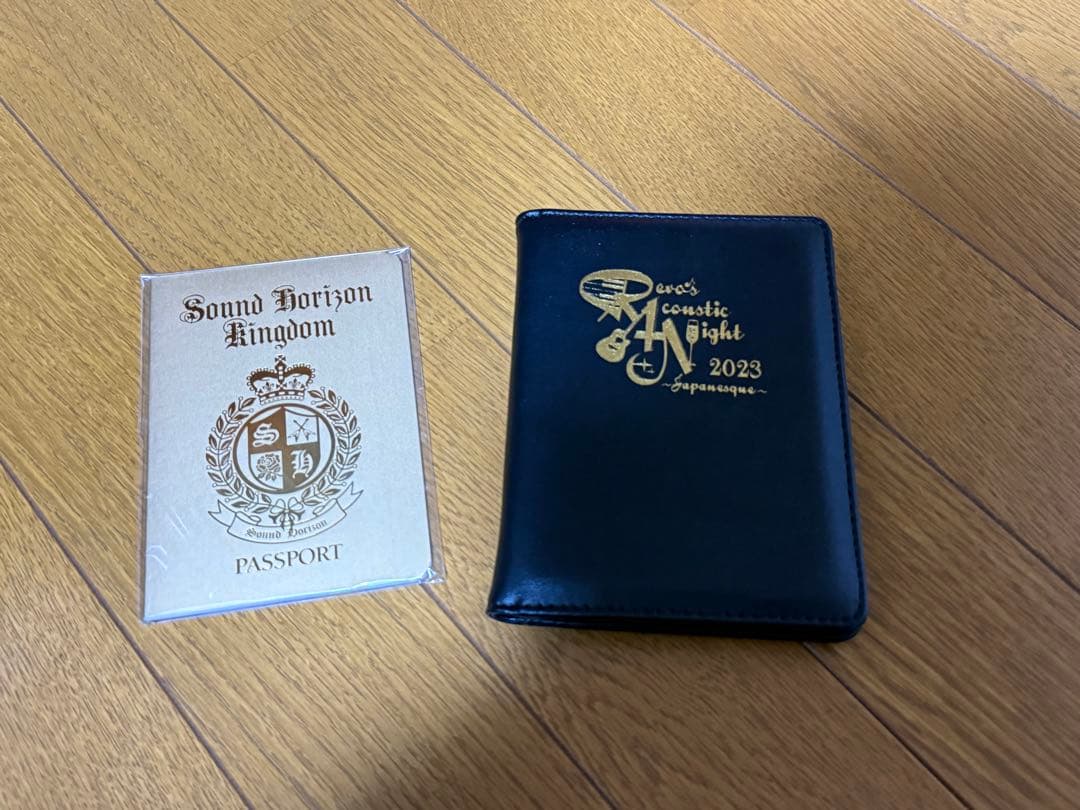 Sound Horizon
Kingdom
S
H
Sound Horizon
PASSPORT
Revo's
Acoustic
Night
2023
~Japanesque~